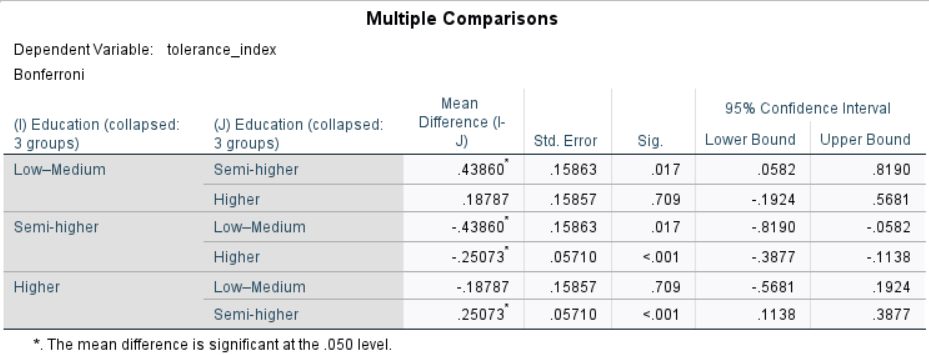 Multiple Comparisons
Dependent Variable: tolerance_index
Bonferroni
(I) Education (collapsed: 3 groups) (J) Education (collapsed: 3 groups) Mean Difference (I-J) Std. Error Sig. 95% Confidence Interval
Lower Bound Upper Bound
Low–Medium Semi-higher .43860* .15863 .017 .0582 .8190
Higher .18787 .15857 .709 -.1924 .5681
Semi-higher Low–Medium -.43860* .15863 .017 -.8190 -.0582
Higher -.25073* .05710 <.001 -.3877 -.1138
Higher Low–Medium -.18787 .15857 .709 -.5681 .1924
Semi-higher .25073* .05710 <.001 .1138 .3877
*. The mean difference is significant at the .050 level.